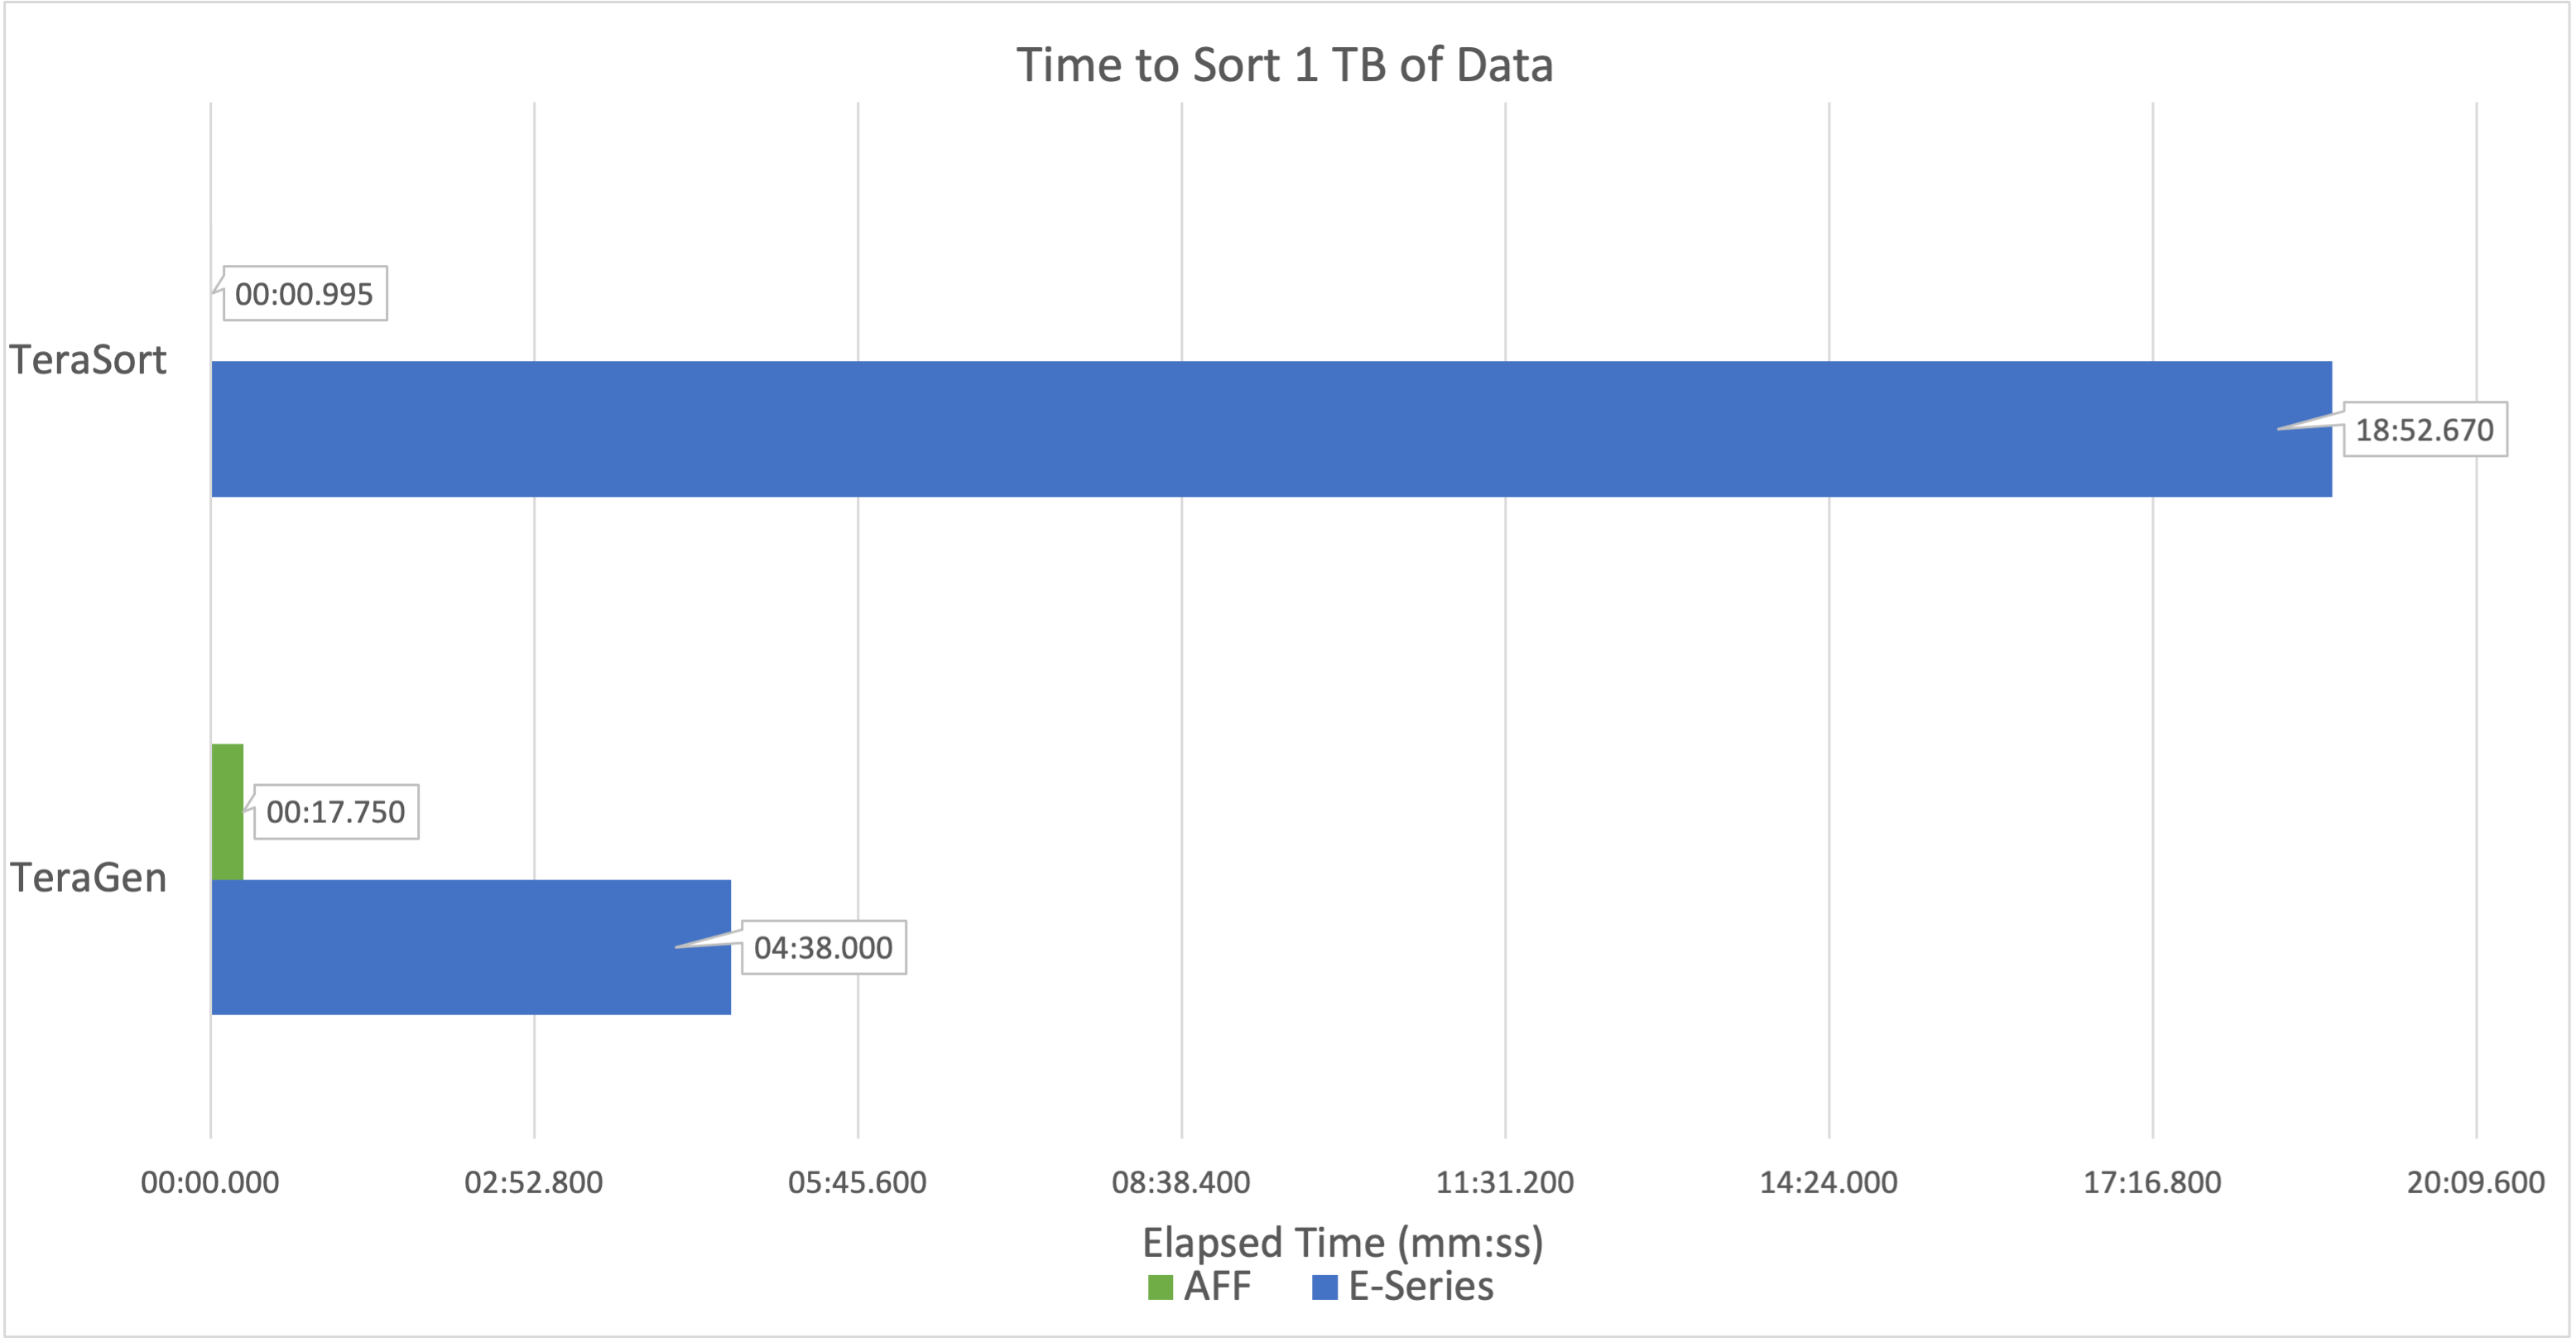 Time to Sort 1 TB of Data
00:00.995
TeraSort
18:52.670
00:17.750
TeraGen
04:38.000
00:00.000 02:52.800 05:45.600 08:38.400 11:31.200 14:24.000 17:16.800 20:09.600
Elapsed Time (mm:ss)
AFF E-Series